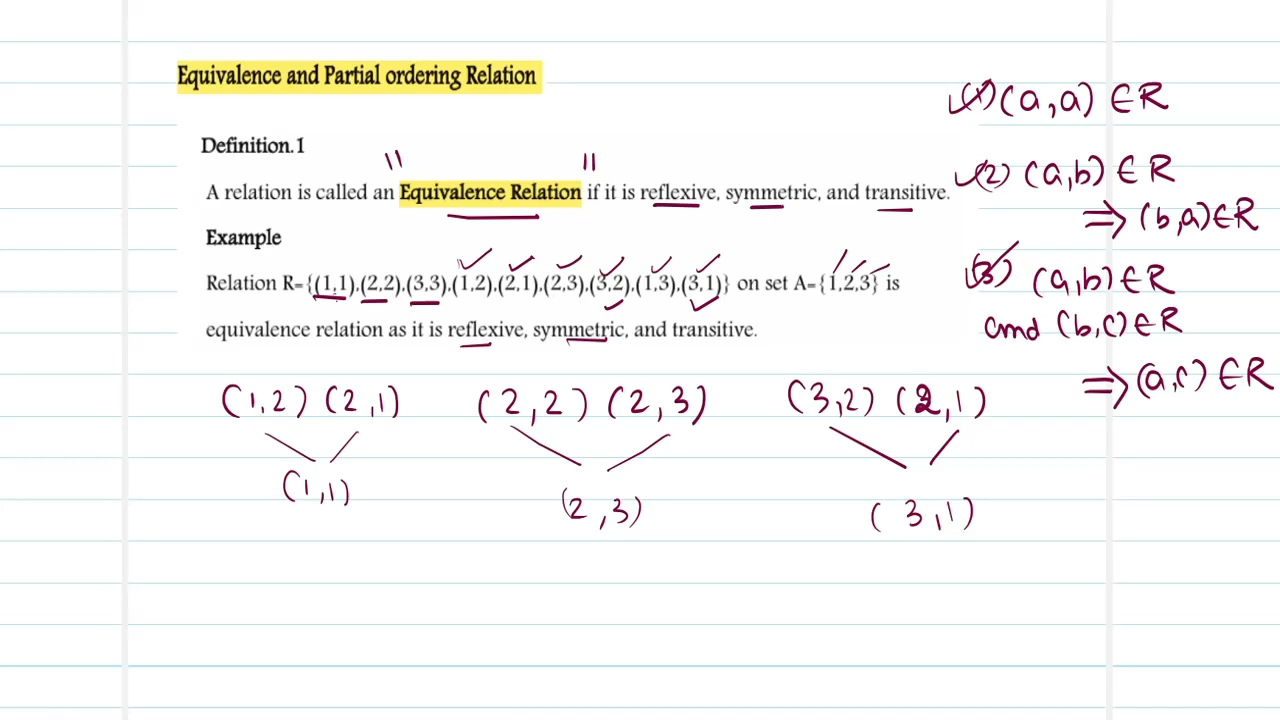 Equivalence and Partial ordering Relation
(1) (a,a) ∈ R
Definition.1
(2) (a,b) ∈ R
A relation is called an "Equivalence Relation" if it is reflexive, symmetric, and transitive.
⇒ (b,a) ∈ R
Example
Relation R={(1,1).(2,2).(3,3).(1,2).(2,1).(2,3).(3,2).(1,3).(3,1)} on set A={1,2,3} is
(3) (a,b) ∈ R
equivalence relation as it is reflexive, symmetric, and transitive.
and (b,c) ∈ R
⇒ (a,c) ∈ R
(1,2) (2,1) (2,2) (2,3) (3,2) (2,1)
(1,1) (2,3) (3,1)